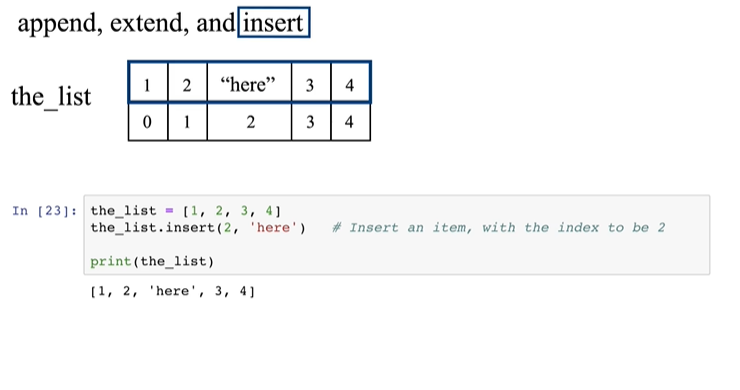 append, extend, and insert
the_list
1 2 “here” 3 4
0 1 2 3 4
In [23]: the_list = [1, 2, 3, 4]
the_list.insert(2, 'here') # Insert an item, with the index to be 2
print(the_list)
[1, 2, 'here', 3, 4]